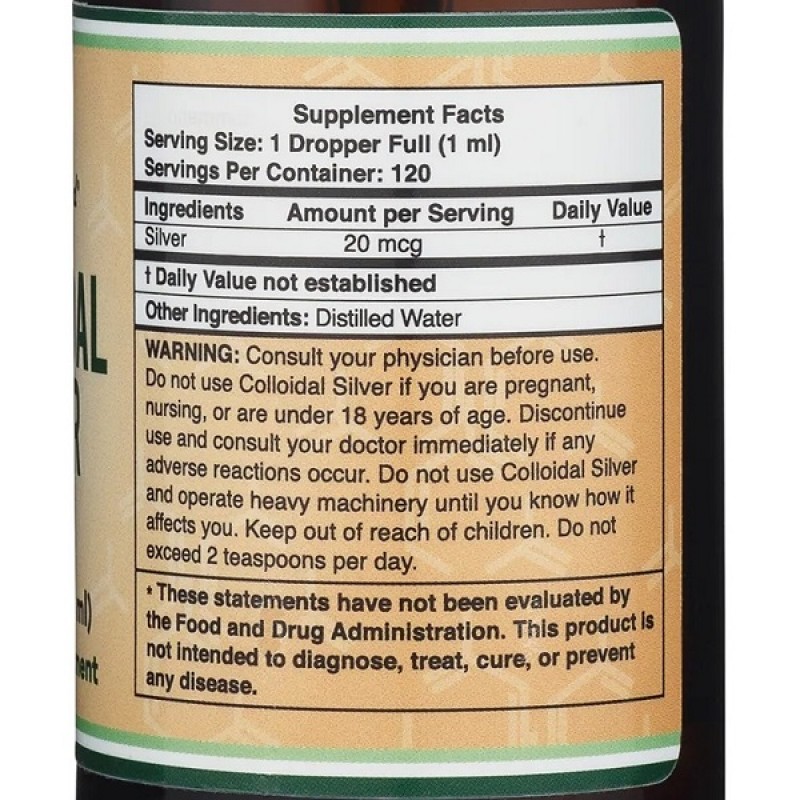 Supplement Facts
Serving Size: 1 Dropper Full (1 ml)
Servings Per Container: 120
Ingredients Amount per Serving Daily Value
Silver 20 mcg †
† Daily Value not established
Other Ingredients: Distilled Water
WARNING: Consult your physician before use.
Do not use Colloidal Silver if you are pregnant,
nursing, or are under 18 years of age. Discontinue
use and consult your doctor immediately if any
adverse reactions occur. Do not use Colloidal Silver
and operate heavy machinery until you know how it
affects you. Keep out of reach of children. Do not
exceed 2 teaspoons per day.
* These statements have not been evaluated by
the Food and Drug Administration. This product is
not intended to diagnose, treat, cure, or prevent
any disease.
AL
R
ml)